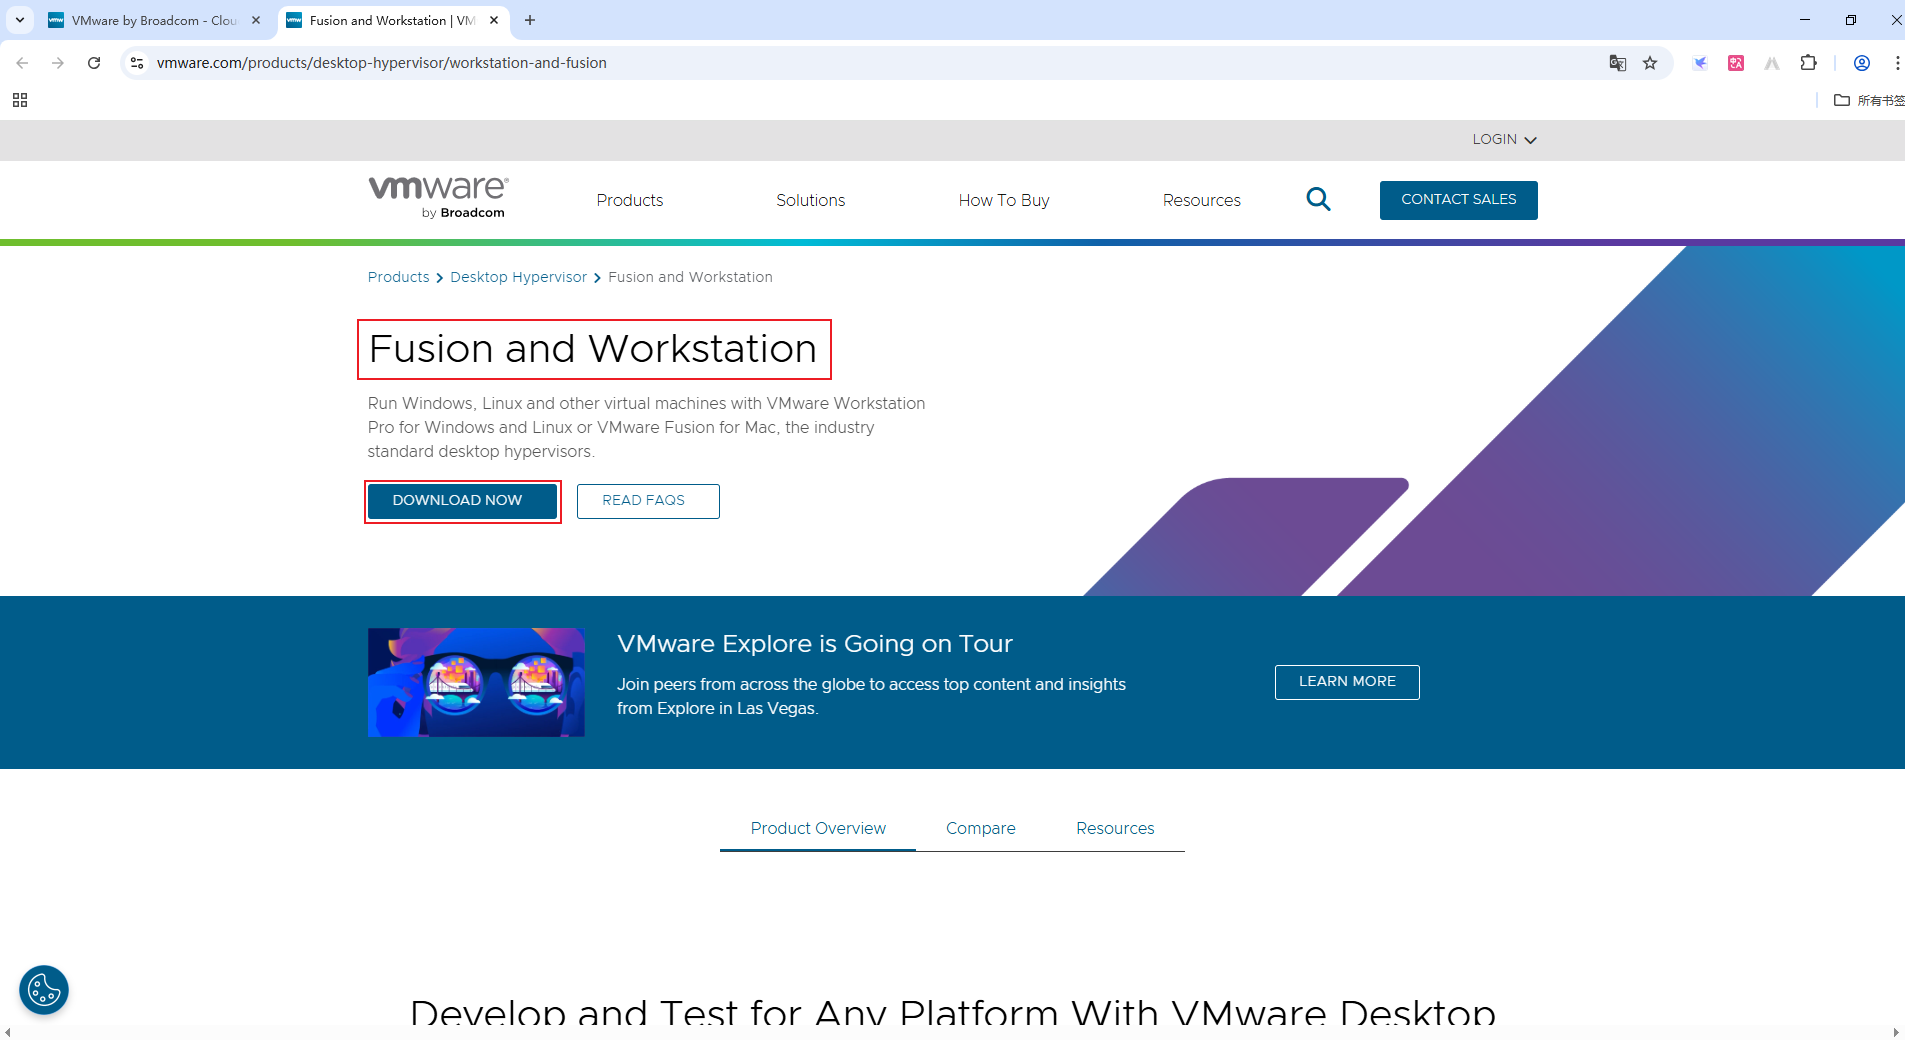 VMware by Broadcom - Clou
Fusion and Workstation | VM
vmware.com/products/desktop-hypervisor/workstation-and-fusion
所有书签
LOGIN
vmware®
by Broadcom
Products
Solutions
How To Buy
Resources
CONTACT SALES
Products > Desktop Hypervisor > Fusion and Workstation
Fusion and Workstation
Run Windows, Linux and other virtual machines with VMware Workstation
Pro for Windows and Linux or VMware Fusion for Mac, the industry
standard desktop hypervisors.
DOWNLOAD NOW
READ FAQS
VMware Explore is Going on Tour
Join peers from across the globe to access top content and insights
from Explore in Las Vegas.
LEARN MORE
Product Overview
Compare
Resources
Develop and Test for Any Platform With VMware Desktop